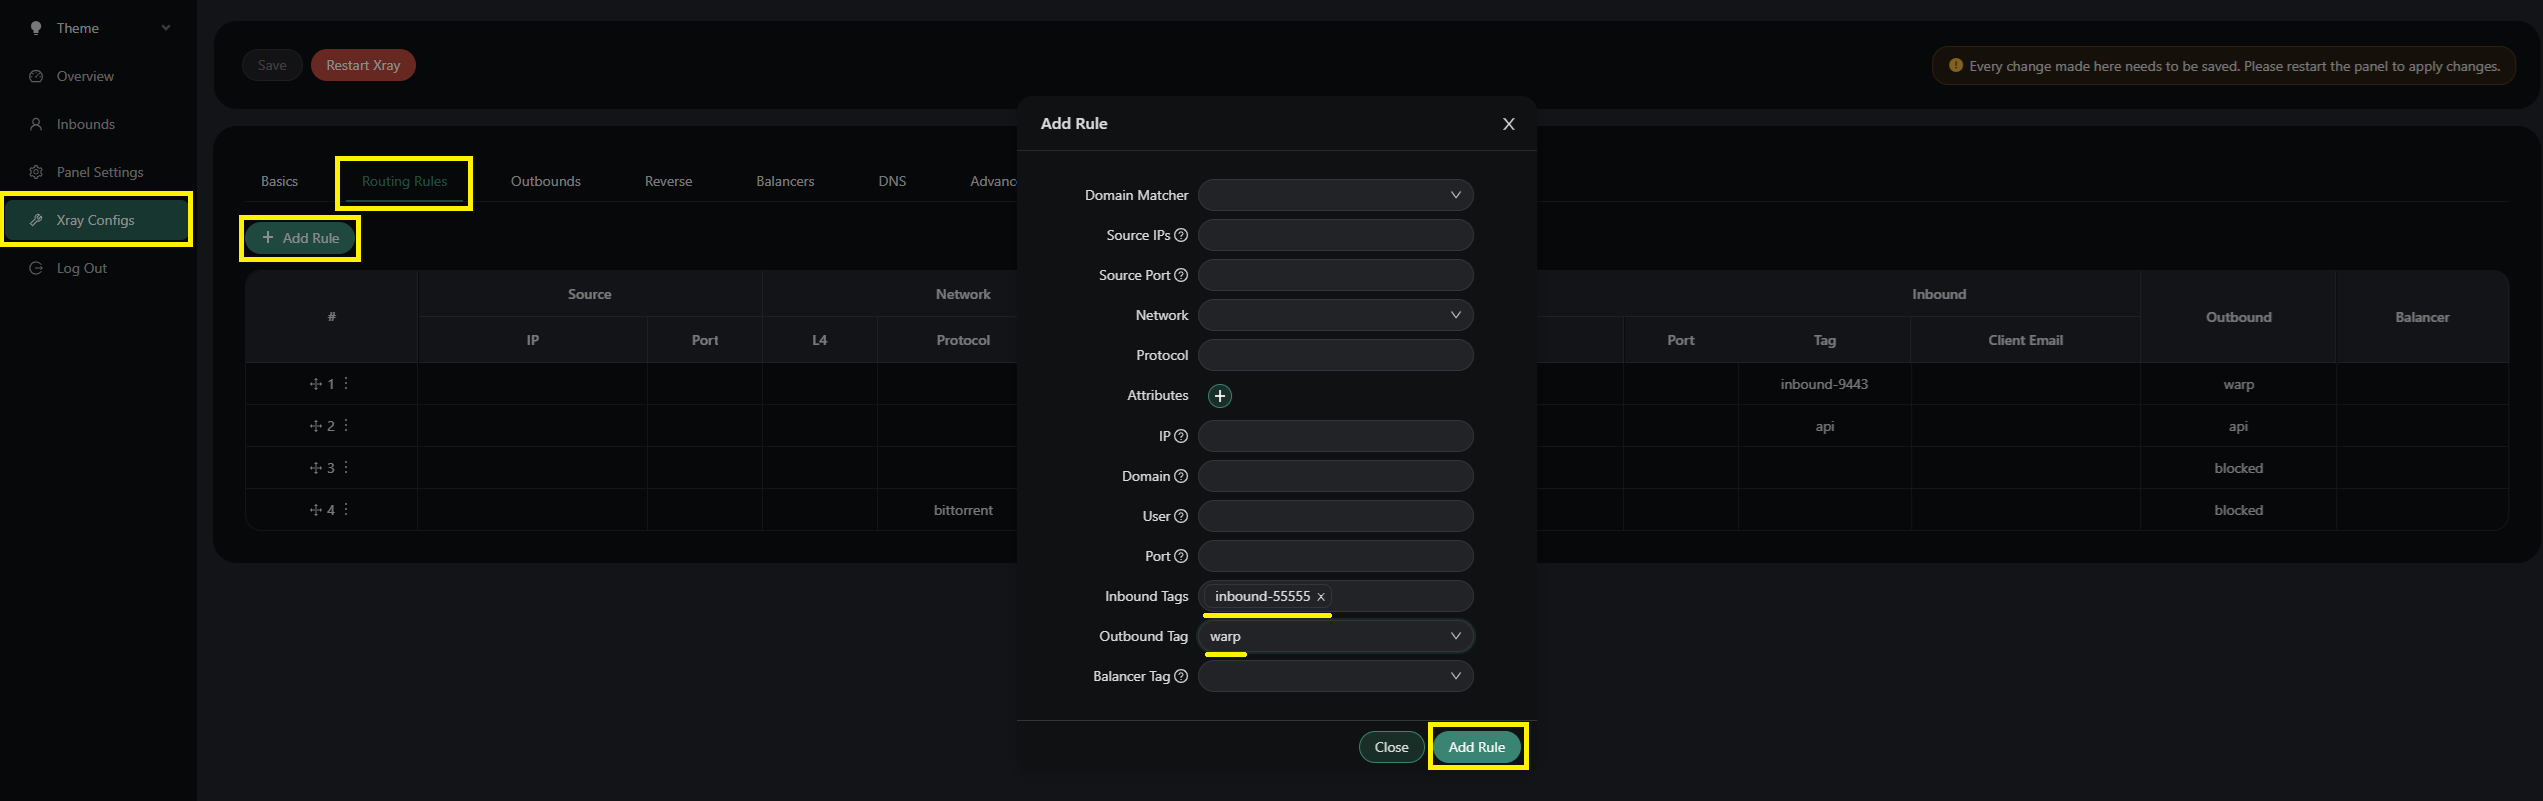 Theme
Overview
Inbounds
Panel Settings
Xray Configs
Log Out
Save
Restart Xray
Every change made here needs to be saved. Please restart the panel to apply changes.
Basics
Routing Rules
Outbounds
Reverse
Balancers
DNS
Advanc
+ Add Rule
#
Source
Network
Inbound
Outbound
Balancer
IP
Port
L4
Protocol
Port
Tag
Client Email
1
inbound-9443
warp
2
api
api
3
blocked
4
bittorrent
blocked
Add Rule
X
Domain Matcher
Source IPs
Source Port
Network
Protocol
Attributes
IP
Domain
User
Port
Inbound Tags
inbound-55555 ×
Outbound Tag
warp
Balancer Tag
Close
Add Rule